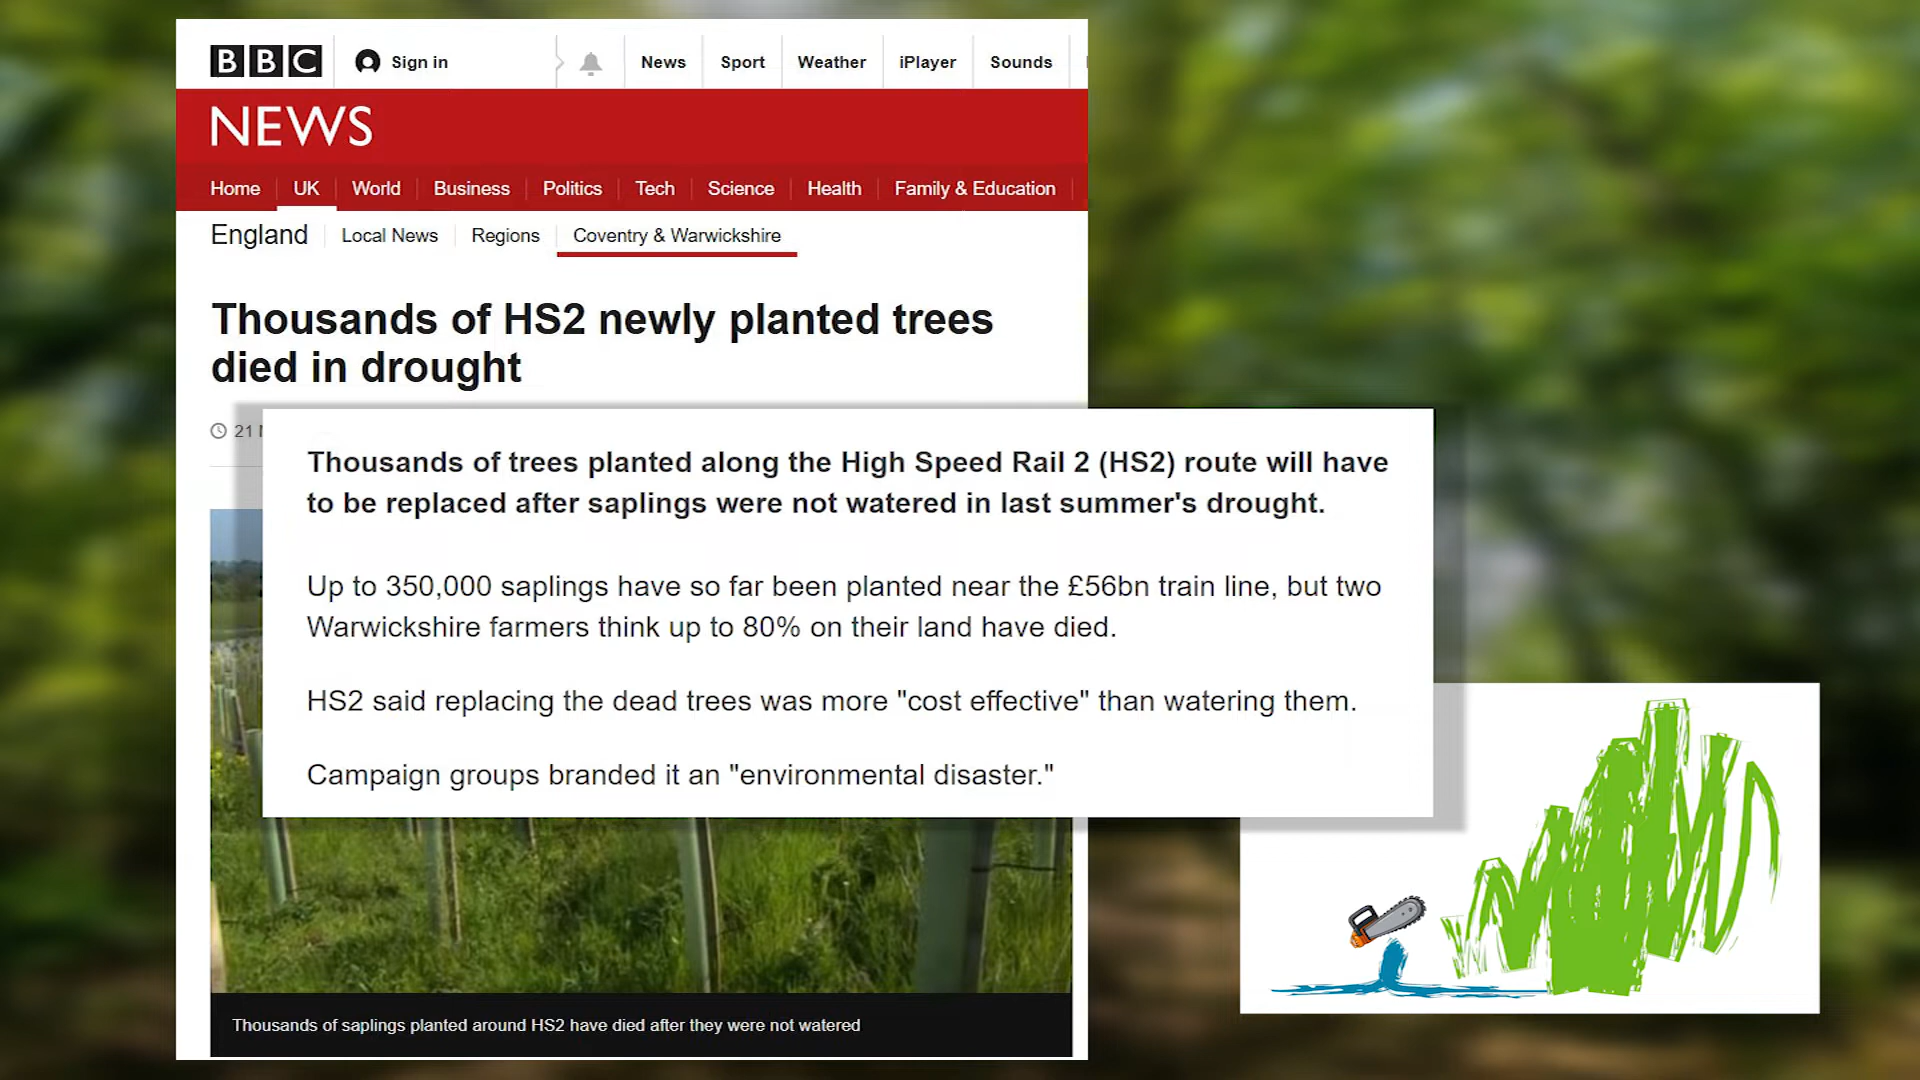 BBC
Sign in
News
Sport
Weather
iPlayer
Sounds
NEWS
Home
UK
World
Business
Politics
Tech
Science
Health
Family & Education
England
Local News
Regions
Coventry & Warwickshire
Thousands of HS2 newly planted trees
died in drought
21
Thousands of trees planted along the High Speed Rail 2 (HS2) route will have
to be replaced after saplings were not watered in last summer's drought.
Up to 350,000 saplings have so far been planted near the £56bn train line, but two
Warwickshire farmers think up to 80% on their land have died.
HS2 said replacing the dead trees was more "cost effective" than watering them.
Campaign groups branded it an "environmental disaster."
Thousands of saplings planted around HS2 have died after they were not watered